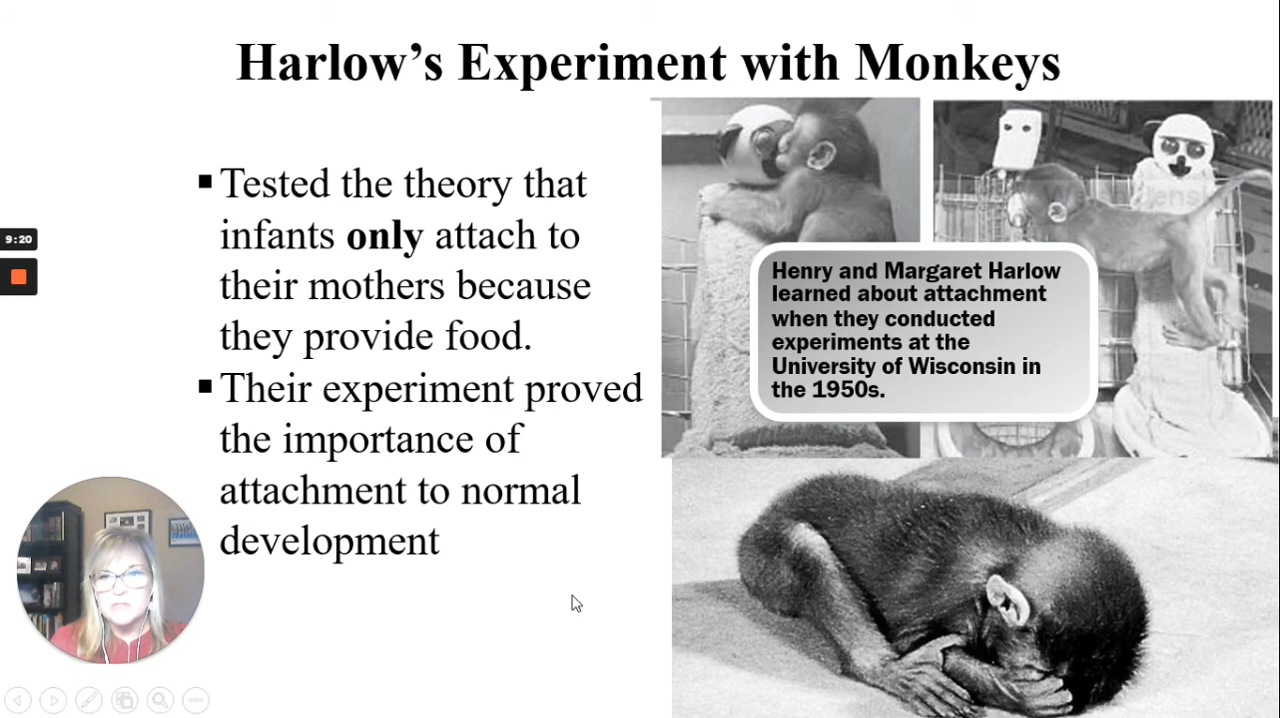 Harlow’s Experiment with Monkeys
▪ Tested the theory that
infants only attach to
their mothers because
they provide food.
▪ Their experiment proved
the importance of
attachment to normal
development
Henry and Margaret Harlow
learned about attachment
when they conducted
experiments at the
University of Wisconsin in
the 1950s.
9:20